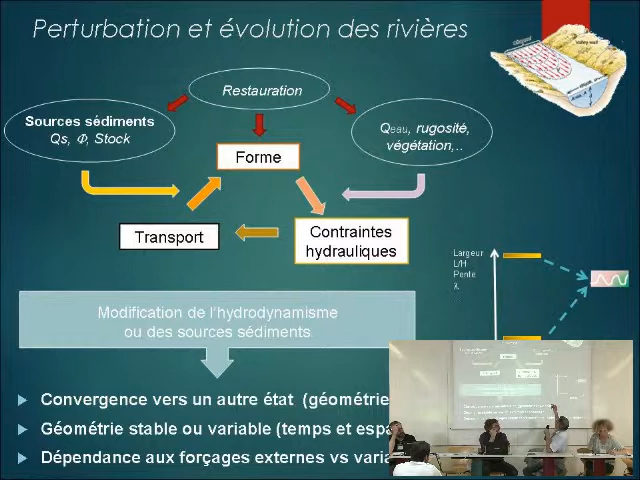 Perturbation et évolution des rivières
Restauration
Sources sédiments
Qs, Φ, Stock
Qeau, rugosité,
végétation,..
Forme
Transport
Contraintes
hydrauliques
Largeur
L/H
Pente
λ
Modification de l'hydrodynamisme
ou des sources sédiments
Convergence vers un autre état (géométrie
Géométrie stable ou variable (temps et espa
Dépendance aux forçages externes vs varia